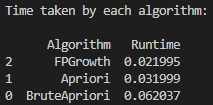 Time taken by each algorithm:
Algorithm Runtime
2 FPGrowth 0.021995
1 Apriori 0.031999
0 BruteApriori 0.062037